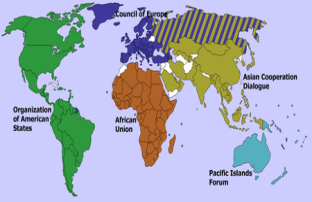 Council of Europe
Asian Cooperation
Dialogue
Organization
of American
States
African
Union
Pacific Islands
Forum